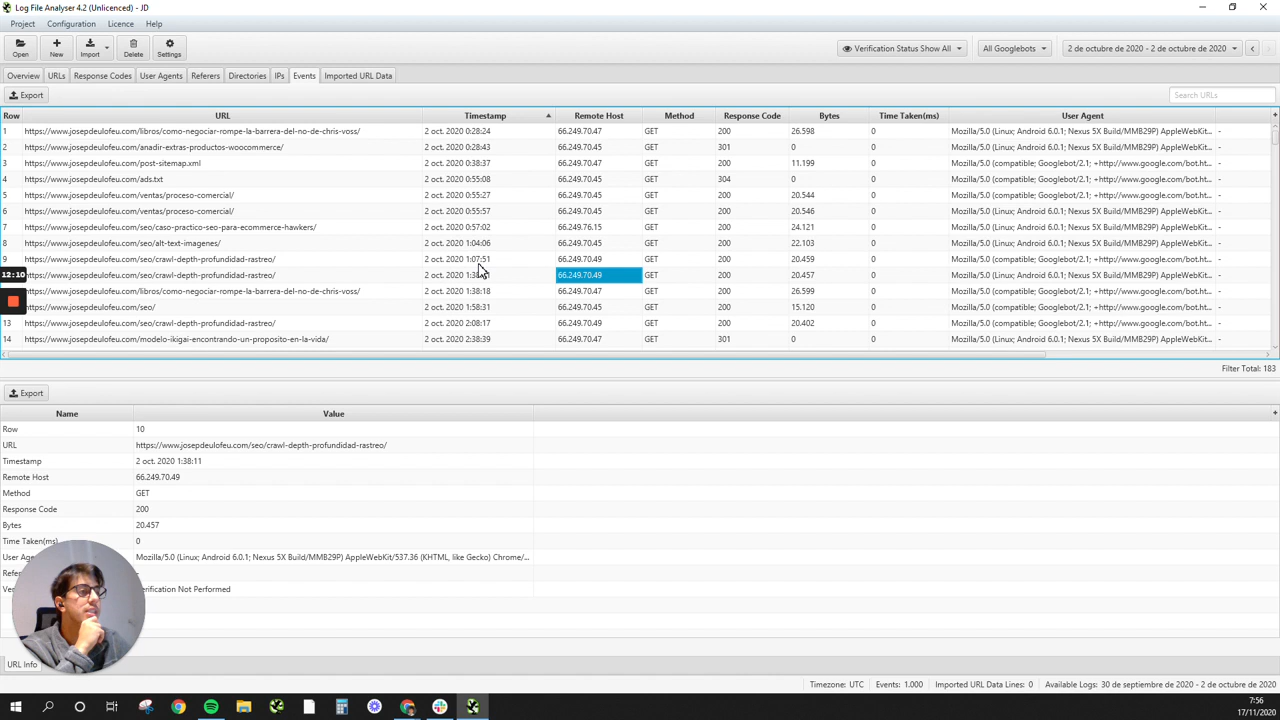 Log File Analyser 4.2 (Unlicenced) - JD
Project Configuration Licence Help
Open New Import Delete Settings
Verification Status Show All All Googlebots 2 de octubre de 2020 - 2 de octubre de 2020
Overview URLs Response Codes User Agents Referers Directories IPs Events Imported URL Data
Export Search URLs
Row URL Timestamp Remote Host Method Response Code Bytes Time Taken(ms) User Agent
1 https://www.josepdeulofeu.com/libros/como-negociar-rompe-la-barrera-del-no-de-chris-voss/ 2 oct. 2020 0:28:24 66.249.70.47 GET 200 26.598 0 Mozilla/5.0 (Linux; Android 6.0.1; Nexus 5X Build/MMB29P) AppleWebKit... -
2 https://www.josepdeulofeu.com/anadir-extras-productos-woocommerce/ 2 oct. 2020 0:28:43 66.249.70.45 GET 301 0 0 Mozilla/5.0 (Linux; Android 6.0.1; Nexus 5X Build/MMB29P) AppleWebKit... -
3 https://www.josepdeulofeu.com/post-sitemap.xml 2 oct. 2020 0:38:37 66.249.70.47 GET 200 11.199 0 Mozilla/5.0 (compatible; Googlebot/2.1; +http://www.google.com/bot.ht... -
4 https://www.josepdeulofeu.com/ads.txt 2 oct. 2020 0:55:08 66.249.70.45 GET 304 0 0 Mozilla/5.0 (compatible; Googlebot/2.1; +http://www.google.com/bot.ht... -
5 https://www.josepdeulofeu.com/ventas/proceso-comercial/ 2 oct. 2020 0:55:27 66.249.70.45 GET 200 20.544 0 Mozilla/5.0 (compatible; Googlebot/2.1; +http://www.google.com/bot.ht... -
6 https://www.josepdeulofeu.com/ventas/proceso-comercial/ 2 oct. 2020 0:55:57 66.249.70.45 GET 200 20.546 0 Mozilla/5.0 (Linux; Android 6.0.1; Nexus 5X Build/MMB29P) AppleWebKit... -
7 https://www.josepdeulofeu.com/seo/caso-practico-seo-para-ecommerce-hawkers/ 2 oct. 2020 0:57:02 66.249.76.15 GET 200 24.121 0 Mozilla/5.0 (Linux; Android 6.0.1; Nexus 5X Build/MMB29P) AppleWebKit... -
8 https://www.josepdeulofeu.com/seo/alt-text-imagenes/ 2 oct. 2020 1:04:06 66.249.70.45 GET 200 22.103 0 Mozilla/5.0 (Linux; Android 6.0.1; Nexus 5X Build/MMB29P) AppleWebKit... -
9 https://www.josepdeulofeu.com/seo/crawl-depth-profundidad-rastreo/ 2 oct. 2020 1:07:51 66.249.70.49 GET 200 20.459 0 Mozilla/5.0 (compatible; Googlebot/2.1; +http://www.google.com/bot.ht... -
12:10 https://www.josepdeulofeu.com/seo/crawl-depth-profundidad-rastreo/ 2 oct. 2020 1:38:11 66.249.70.49 GET 200 20.457 0 Mozilla/5.0 (Linux; Android 6.0.1; Nexus 5X Build/MMB29P) AppleWebKit... -
https://www.josepdeulofeu.com/libros/como-negociar-rompe-la-barrera-del-no-de-chris-voss/ 2 oct. 2020 1:38:18 66.249.70.47 GET 200 26.599 0 Mozilla/5.0 (Linux; Android 6.0.1; Nexus 5X Build/MMB29P) AppleWebKit... -
https://www.josepdeulofeu.com/seo/ 2 oct. 2020 1:58:31 66.249.70.45 GET 200 15.120 0 Mozilla/5.0 (Linux; Android 6.0.1; Nexus 5X Build/MMB29P) AppleWebKit... -
13 https://www.josepdeulofeu.com/seo/crawl-depth-profundidad-rastreo/ 2 oct. 2020 2:08:17 66.249.70.49 GET 200 20.402 0 Mozilla/5.0 (compatible; Googlebot/2.1; +http://www.google.com/bot.ht... -
14 https://www.josepdeulofeu.com/modelo-ikigai-encontrando-un-proposito-en-la-vida/ 2 oct. 2020 2:38:39 66.249.70.47 GET 301 0 0 Mozilla/5.0 (Linux; Android 6.0.1; Nexus 5X Build/MMB29P) AppleWebKit... -
Filter Total: 183
Export
Name Value
Row 10
URL https://www.josepdeulofeu.com/seo/crawl-depth-profundidad-rastreo/
Timestamp 2 oct. 2020 1:38:11
Remote Host 66.249.70.49
Method GET
Response Code 200
Bytes 20.457
Time Taken(ms) 0
User Age Mozilla/5.0 (Linux; Android 6.0.1; Nexus 5X Build/MMB29P) AppleWebKit/537.36 (KHTML, like Gecko) Chrome/...
Refer -
Ver erification Not Performed
URL Info
Timezone: UTC Events: 1.000 Imported URL Data Lines: 0 Available Logs: 30 de septiembre de 2020 - 2 de octubre de 2020
7:56
17/11/2020